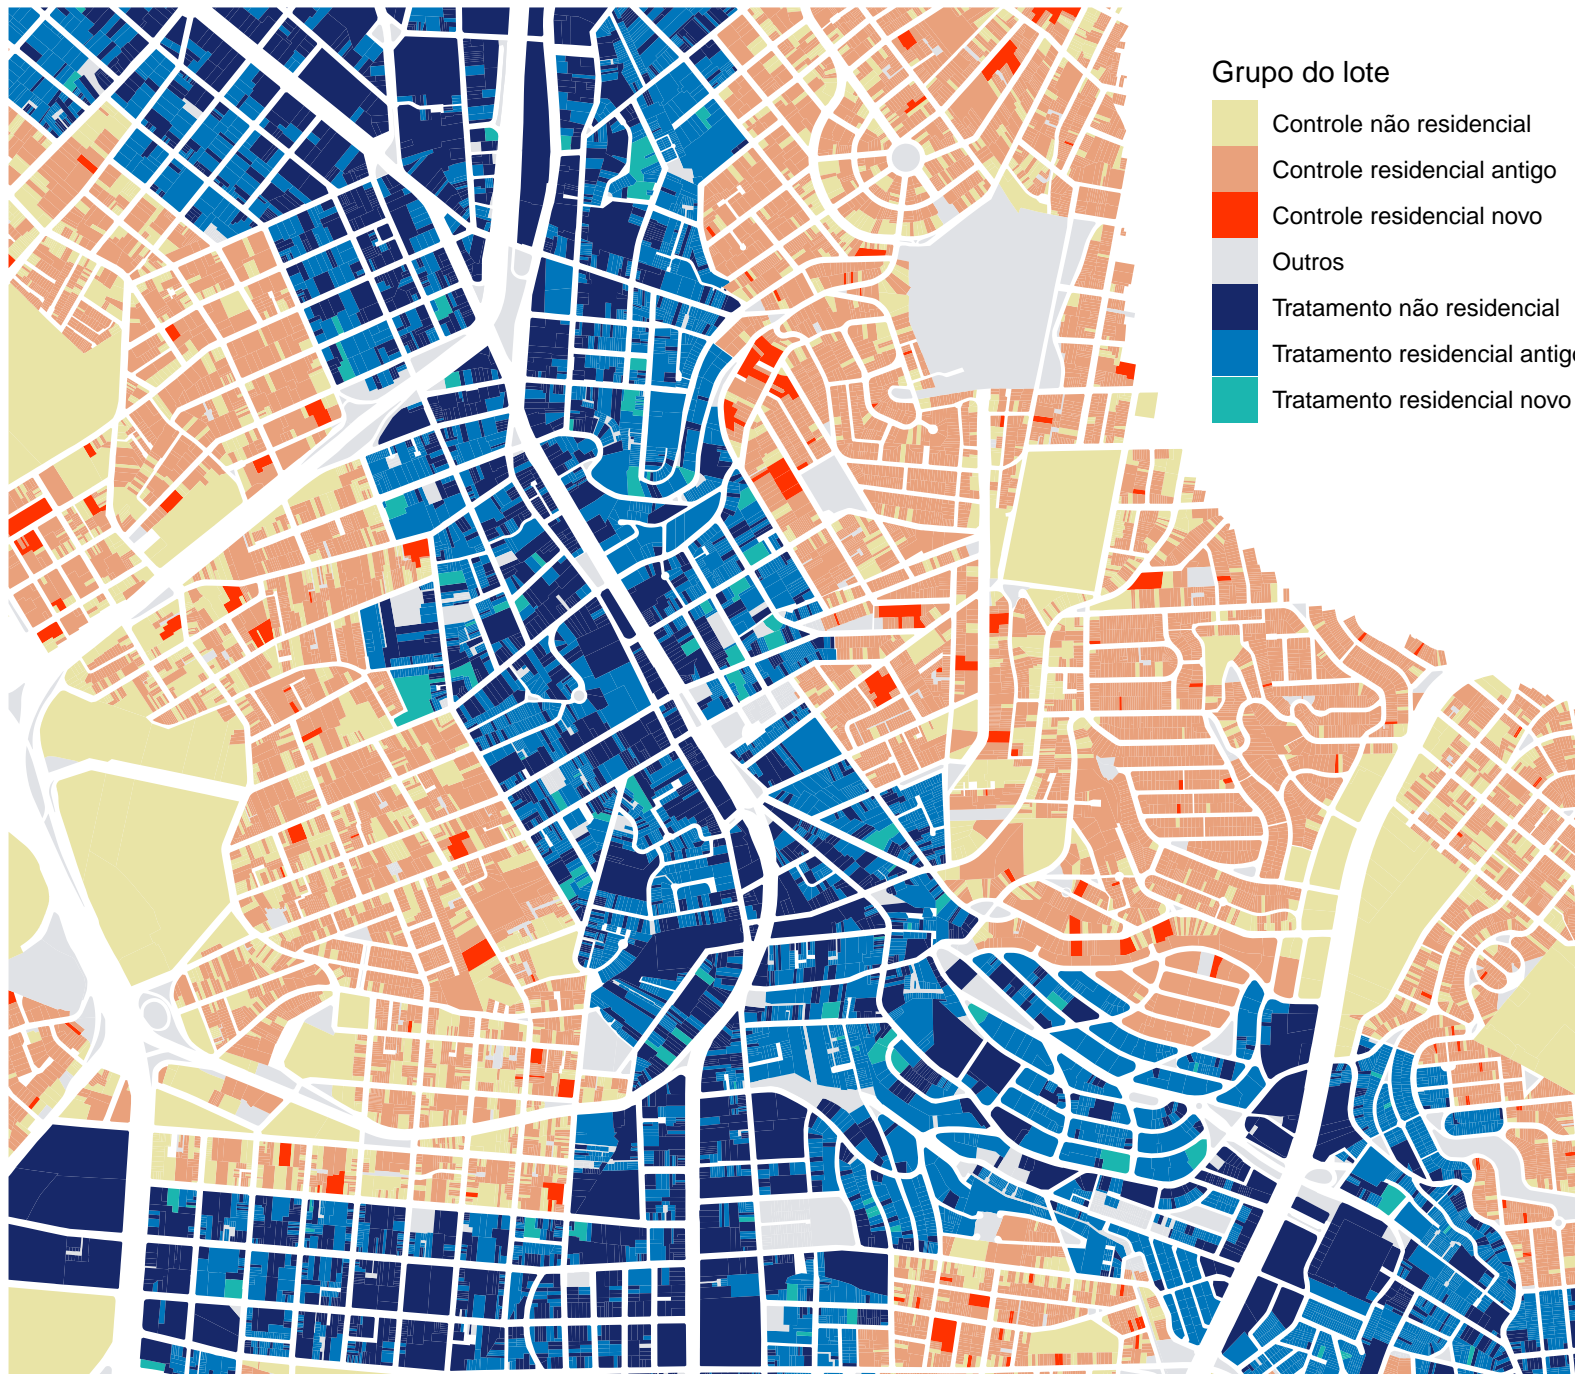 Grupo do lote
Controle não residencial
Controle residencial antigo
Controle residencial novo
Outros
Tratamento não residencial
Tratamento residencial antigo
Tratamento residencial novo